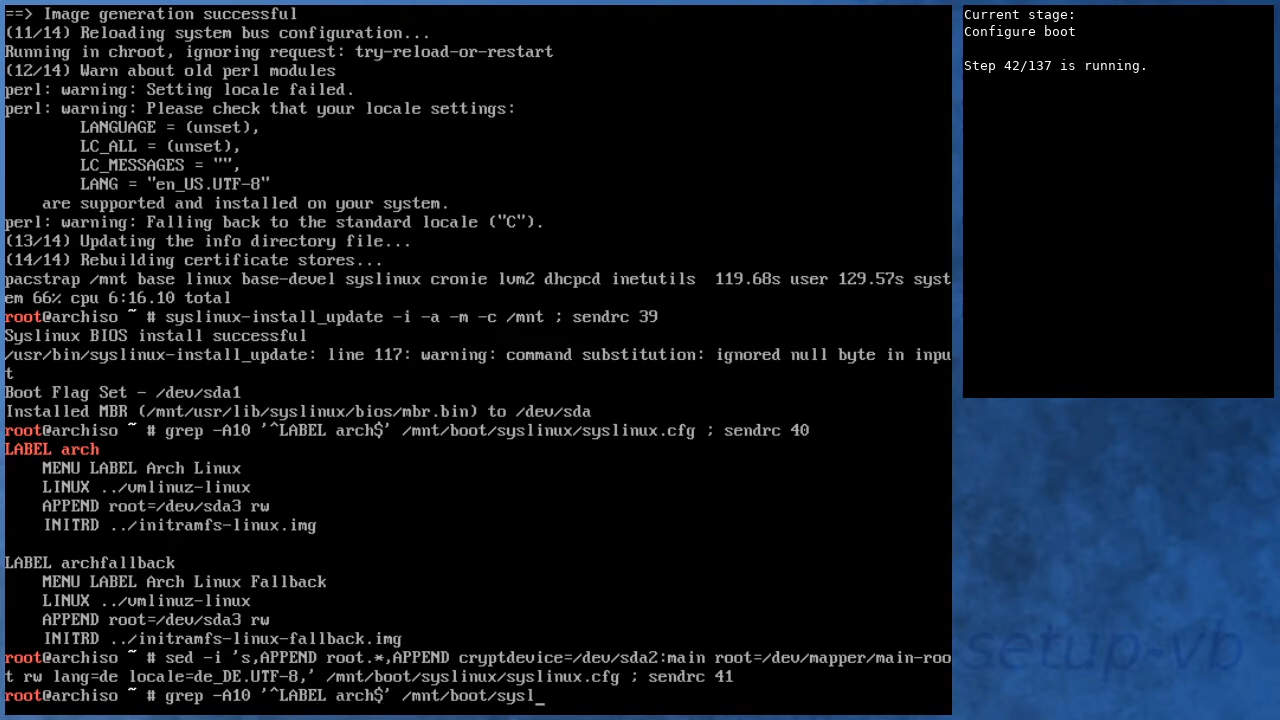 ==> Image generation successful
(11/14) Reloading system bus configuration...
Running in chroot, ignoring request: try-reload-or-restart
(12/14) Warn about old perl modules
perl: warning: Setting locale failed.
perl: warning: Please check that your locale settings:
        LANGUAGE = (unset),
        LC_ALL = (unset),
        LC_MESSAGES = "",
        LANG = "en_US.UTF-8"
    are supported and installed on your system.
perl: warning: Falling back to the standard locale ("C").
(13/14) Updating the info directory file...
(14/14) Rebuilding certificate stores...
pacstrap /mnt base linux base-devel syslinux cronie lvm2 dhcpcd inetutils  119.68s user 129.57s syst
em 66% cpu 6:16.10 total
root@archiso ~ # syslinux-install_update -i -a -m -c /mnt ; sendrc 39
Syslinux BIOS install successful
/usr/bin/syslinux-install_update: line 117: warning: command substitution: ignored null byte in inpu
t
Boot Flag Set - /dev/sda1
Installed MBR (/mnt/usr/lib/syslinux/bios/mbr.bin) to /dev/sda
root@archiso ~ # grep -A10 '^LABEL arch$' /mnt/boot/syslinux/syslinux.cfg ; sendrc 40
LABEL arch
    MENU LABEL Arch Linux
    LINUX ../vmlinuz-linux
    APPEND root=/dev/sda3 rw
    INITRD ../initramfs-linux.img

LABEL archfallback
    MENU LABEL Arch Linux Fallback
    LINUX ../vmlinuz-linux
    APPEND root=/dev/sda3 rw
    INITRD ../initramfs-linux-fallback.img
root@archiso ~ # sed -i 's,APPEND root.*,APPEND cryptdevice=/dev/sda2:main root=/dev/mapper/main-roo
t rw lang=de locale=de_DE.UTF-8,' /mnt/boot/syslinux/syslinux.cfg ; sendrc 41
root@archiso ~ # grep -A10 '^LABEL arch$' /mnt/boot/sysl_
Current stage:
Configure boot

Step 42/137 is running.
setup-vb